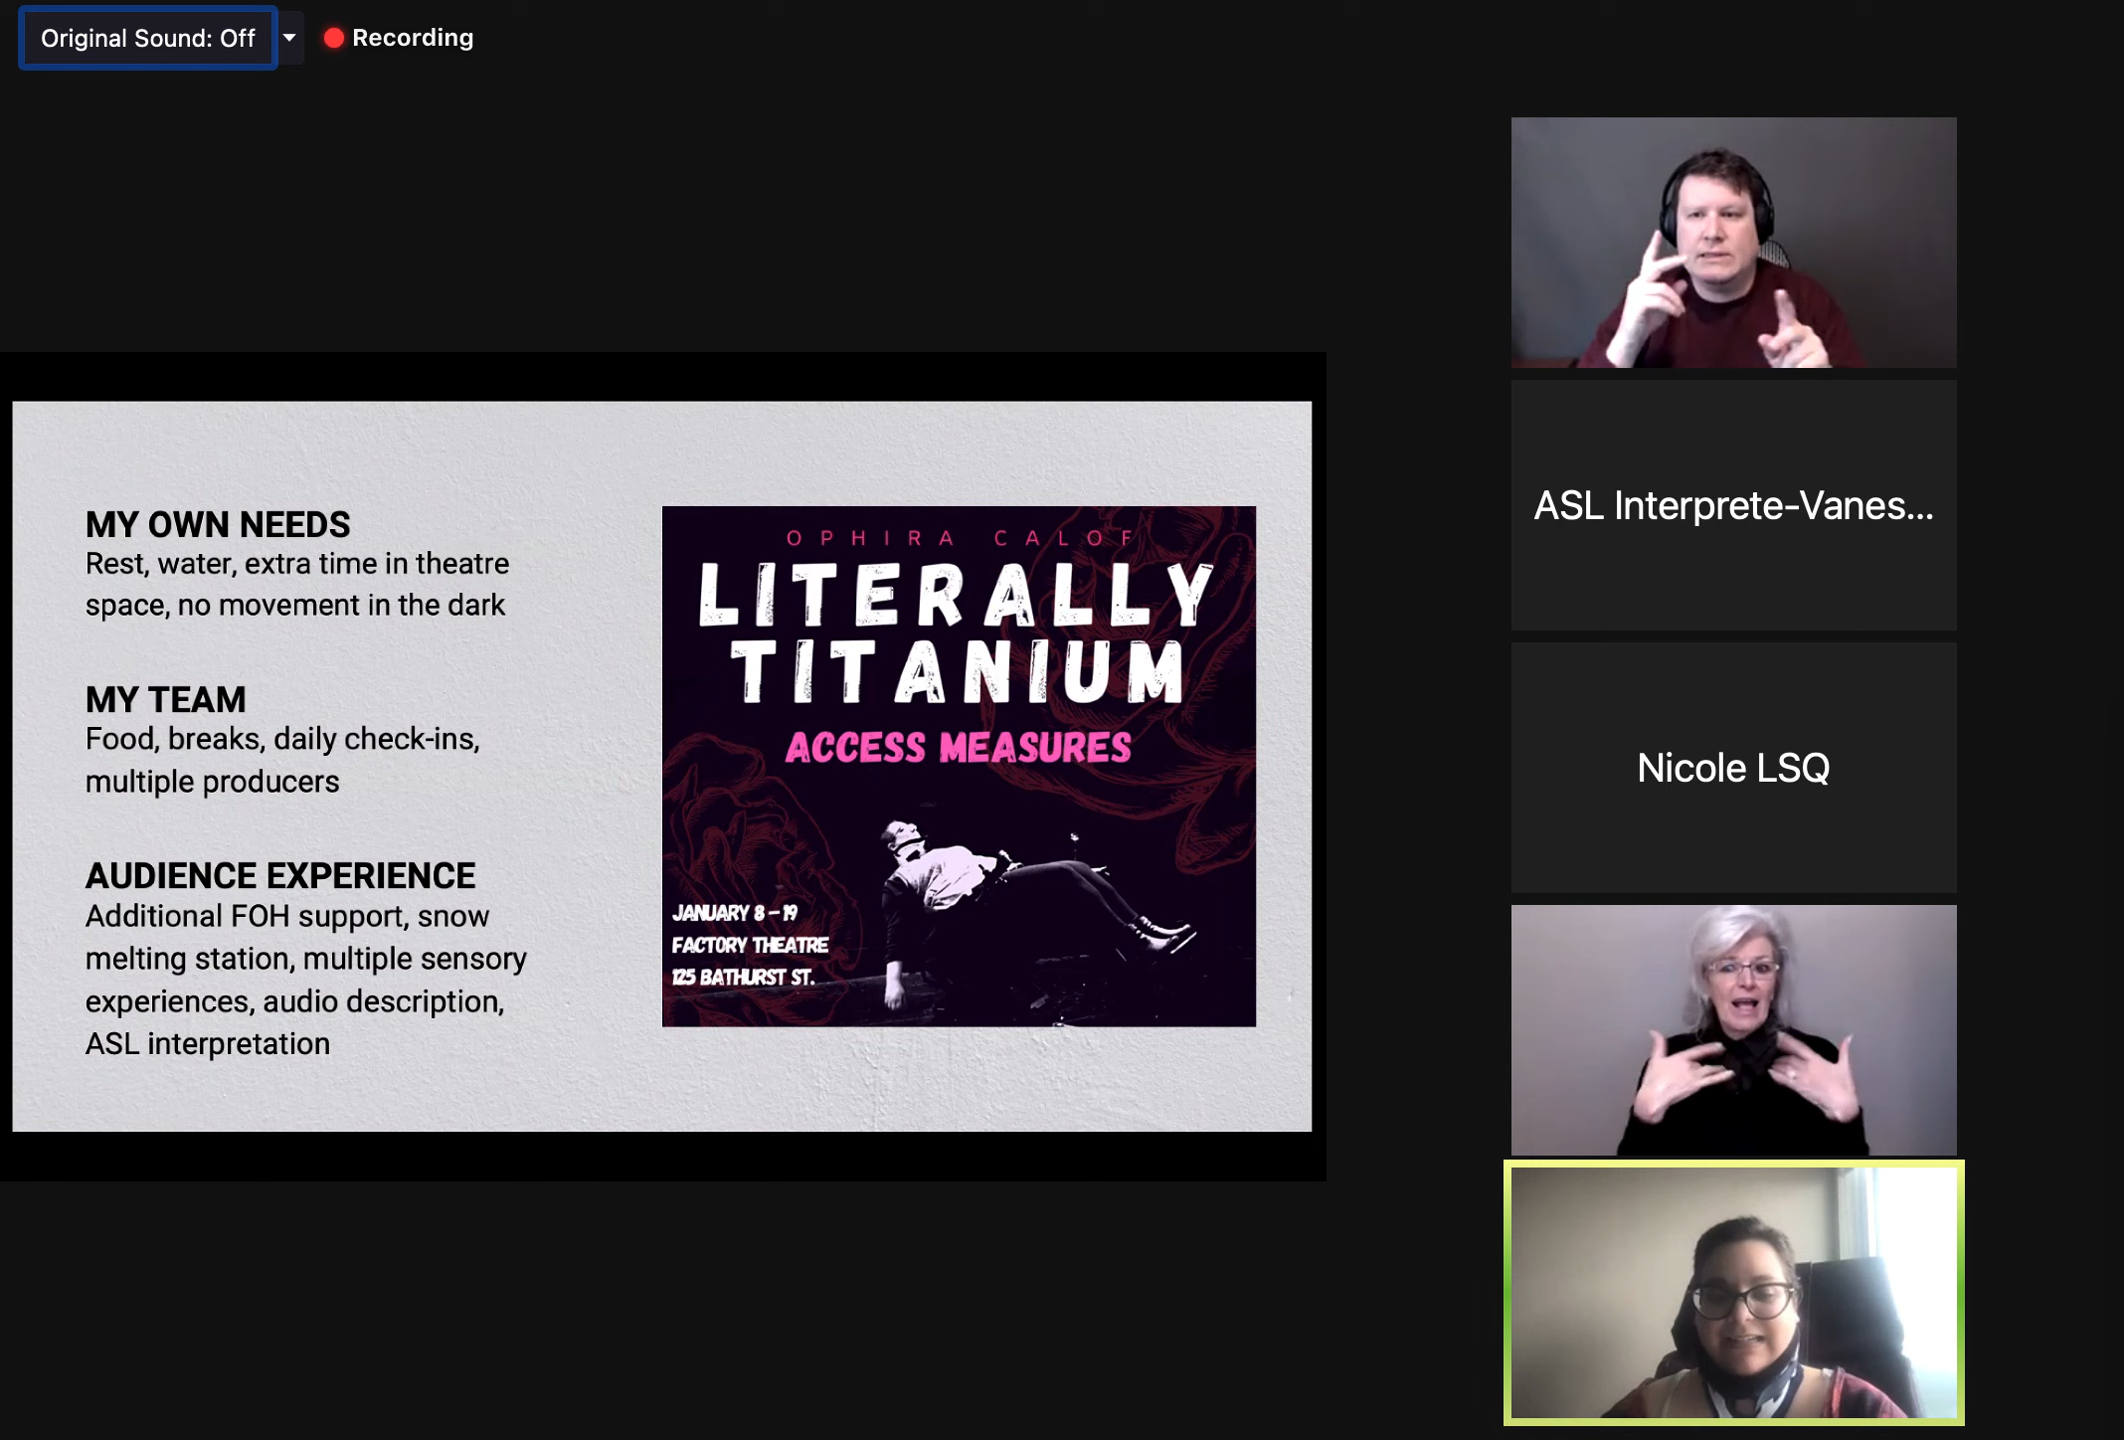 Original Sound: Off
Recording
MY OWN NEEDS
Rest, water, extra time in theatre
space, no movement in the dark
MY TEAM
Food, breaks, daily check-ins,
multiple producers
AUDIENCE EXPERIENCE
Additional FOH support, snow
melting station, multiple sensory
experiences, audio description,
ASL interpretation
OPHIRA CALOF
LITERALLY
TITANIUM
ACCESS MEASURES
JANUARY 8 – 19
FACTORY THEATRE
125 BATHURST ST.
ASL Interprete-Vanes...
Nicole LSQ